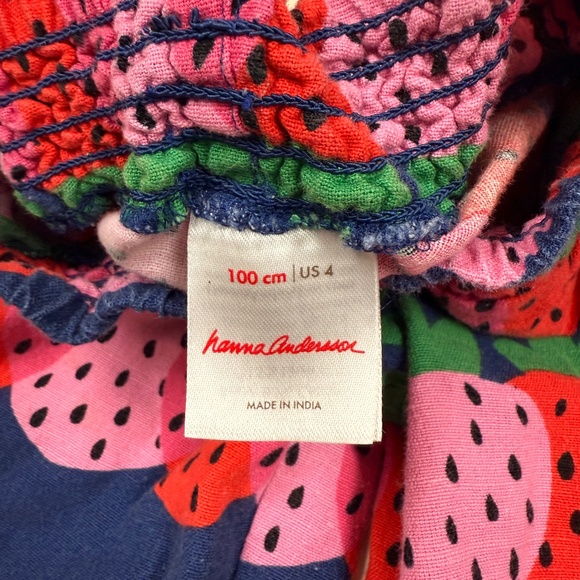 100 cm | US 4
hanna andersson
MADE IN INDIA